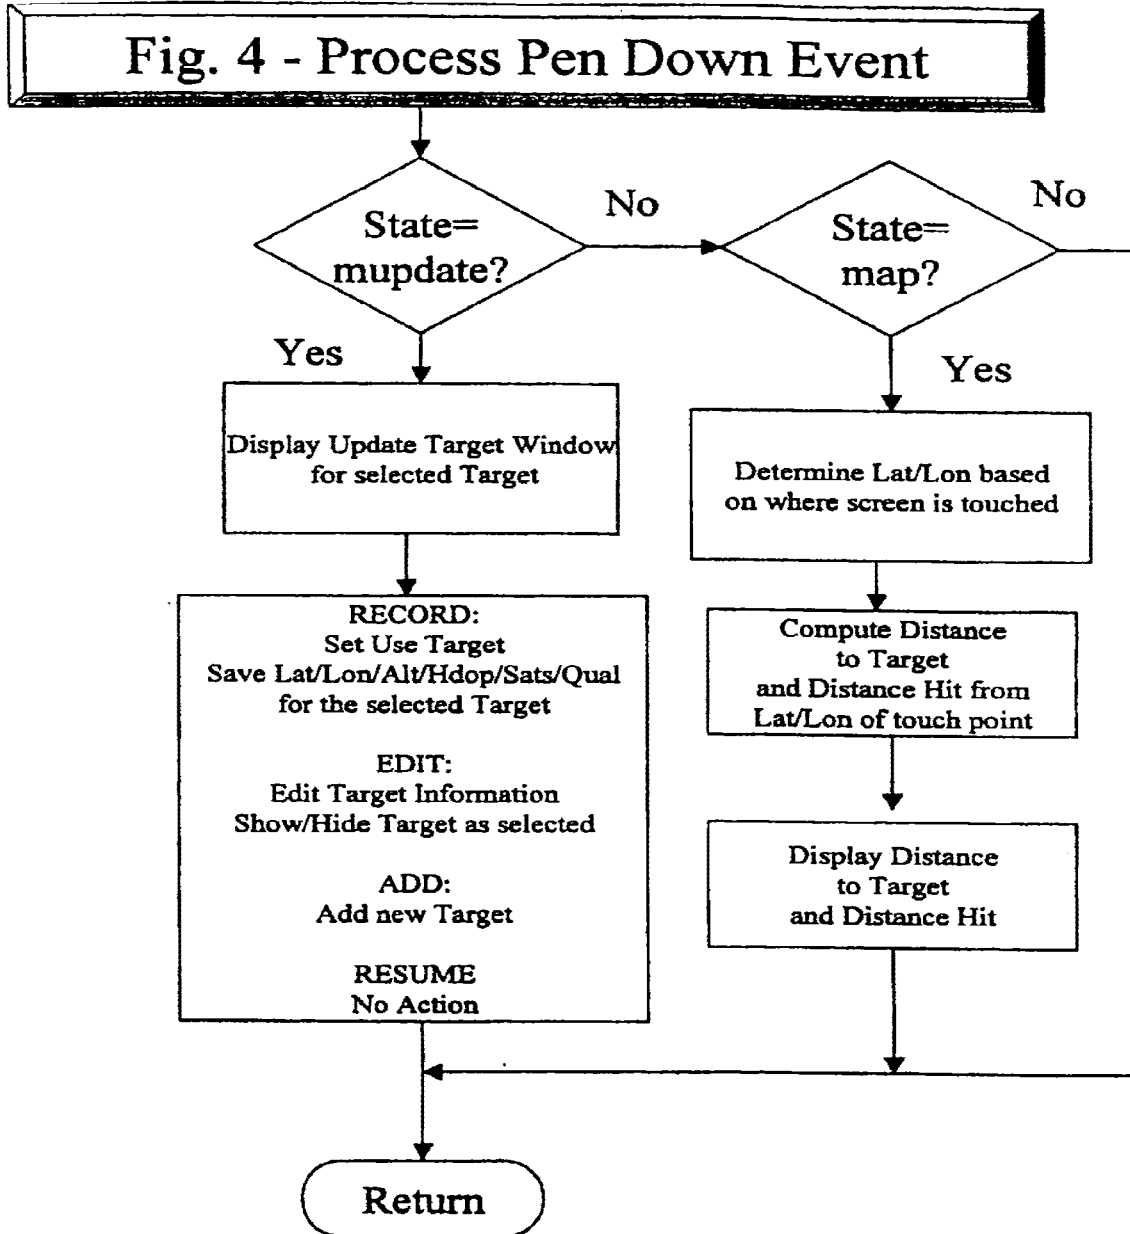 Fig. 4 - Process Pen Down Event
State=
mupdate?
No
State=
map?
No
Yes
Yes
Display Update Target Window
for selected Target
Determine Lat/Lon based
on where screen is touched
RECORD:
Set Use Target
Save Lat/Lon/Alt/Hdop/Sats/Qual
for the selected Target
EDIT:
Edit Target Information
Show/Hide Target as selected
ADD:
Add new Target
RESUME
No Action
Compute Distance
to Target
and Distance Hit from
Lat/Lon of touch point
Display Distance
to Target
and Distance Hit
Return